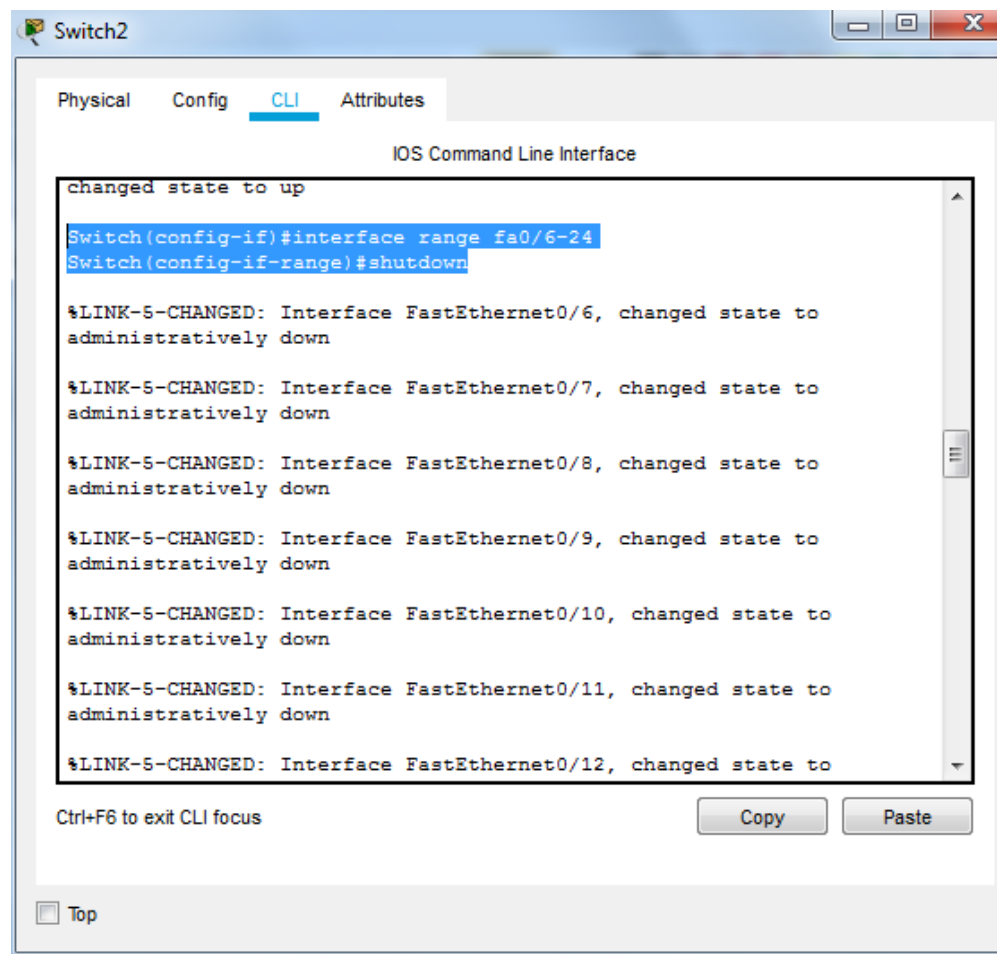 Switch2
Physical Config CLI Attributes
IOS Command Line Interface
changed state to up
Switch(config-if)#interface range fa0/6-24
Switch(config-if-range)#shutdown
%LINK-5-CHANGED: Interface FastEthernet0/6, changed state to
administratively down
%LINK-5-CHANGED: Interface FastEthernet0/7, changed state to
administratively down
%LINK-5-CHANGED: Interface FastEthernet0/8, changed state to
administratively down
%LINK-5-CHANGED: Interface FastEthernet0/9, changed state to
administratively down
%LINK-5-CHANGED: Interface FastEthernet0/10, changed state to
administratively down
%LINK-5-CHANGED: Interface FastEthernet0/11, changed state to
administratively down
%LINK-5-CHANGED: Interface FastEthernet0/12, changed state to
Ctrl+F6 to exit CLI focus Copy Paste
Top